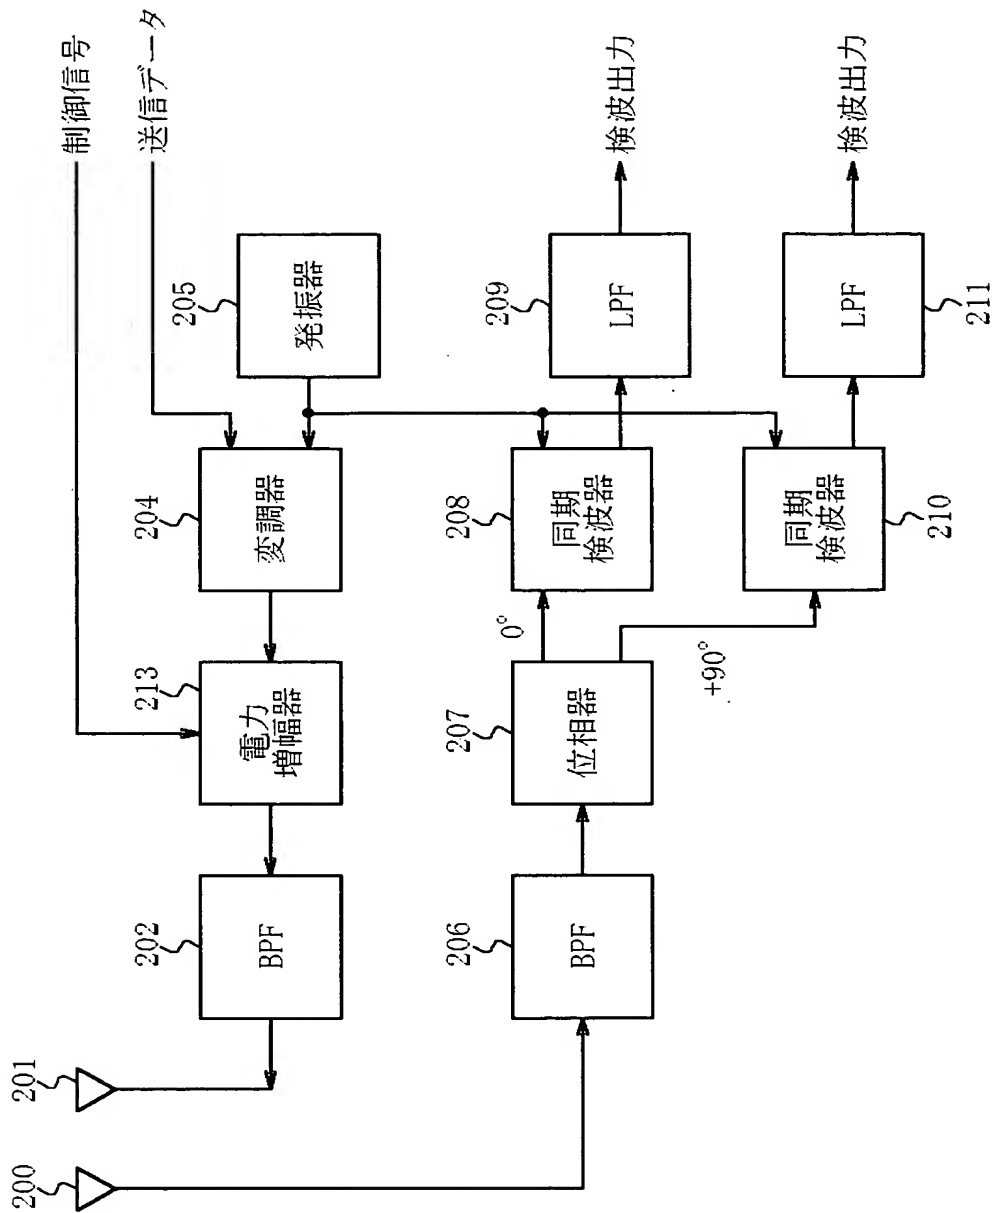 制御信号
送信データ
201
202
BPF
213
電力
増幅器
204
変調器
205
発振器
200
206
BPF
207
位相器
0°
208
同期
検波器
209
LPF
検波出力
+90°
同期
検波器
210
LPF
211
検波出力